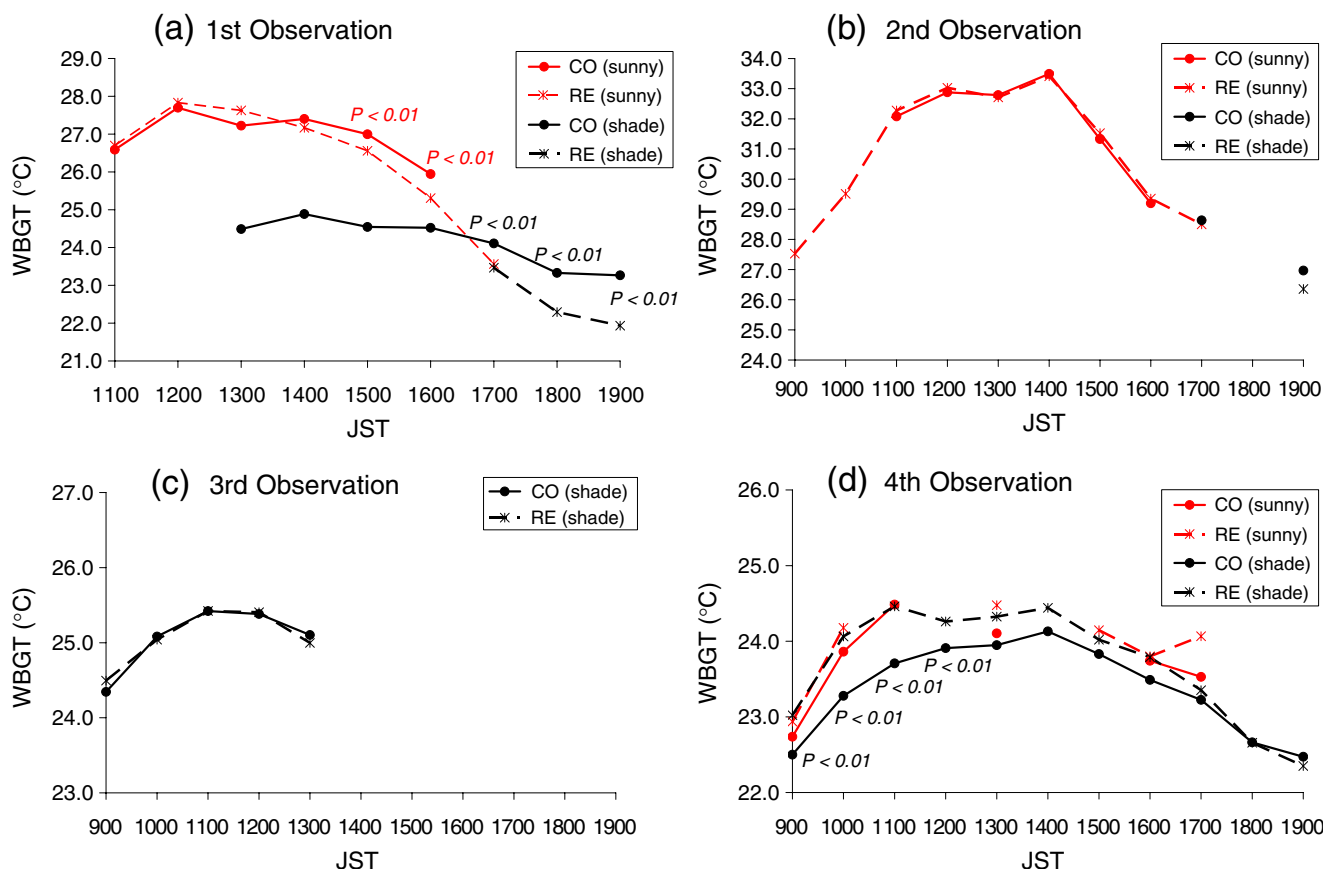 (a) 1st Observation
WBGT (°C)
29.0
28.0
27.0
26.0
25.0
24.0
23.0
22.0
21.0
CO (sunny)
RE (sunny)
CO (shade)
RE (shade)
P < 0.01
P < 0.01
P < 0.01
P < 0.01
P < 0.01
1100 1200 1300 1400 1500 1600 1700 1800 1900
JST
(b) 2nd Observation
WBGT (°C)
34.0
33.0
32.0
31.0
30.0
29.0
28.0
27.0
26.0
25.0
24.0
CO (sunny)
RE (sunny)
CO (shade)
RE (shade)
900 1000 1100 1200 1300 1400 1500 1600 1700 1800 1900
JST
(c) 3rd Observation
WBGT (°C)
27.0
26.0
25.0
24.0
23.0
CO (shade)
RE (shade)
900 1000 1100 1200 1300 1400 1500 1600 1700 1800 1900
JST
(d) 4th Observation
WBGT (°C)
26.0
25.0
24.0
23.0
22.0
CO (sunny)
RE (sunny)
CO (shade)
RE (shade)
P < 0.01
P < 0.01
P < 0.01
P < 0.01
900 1000 1100 1200 1300 1400 1500 1600 1700 1800 1900
JST